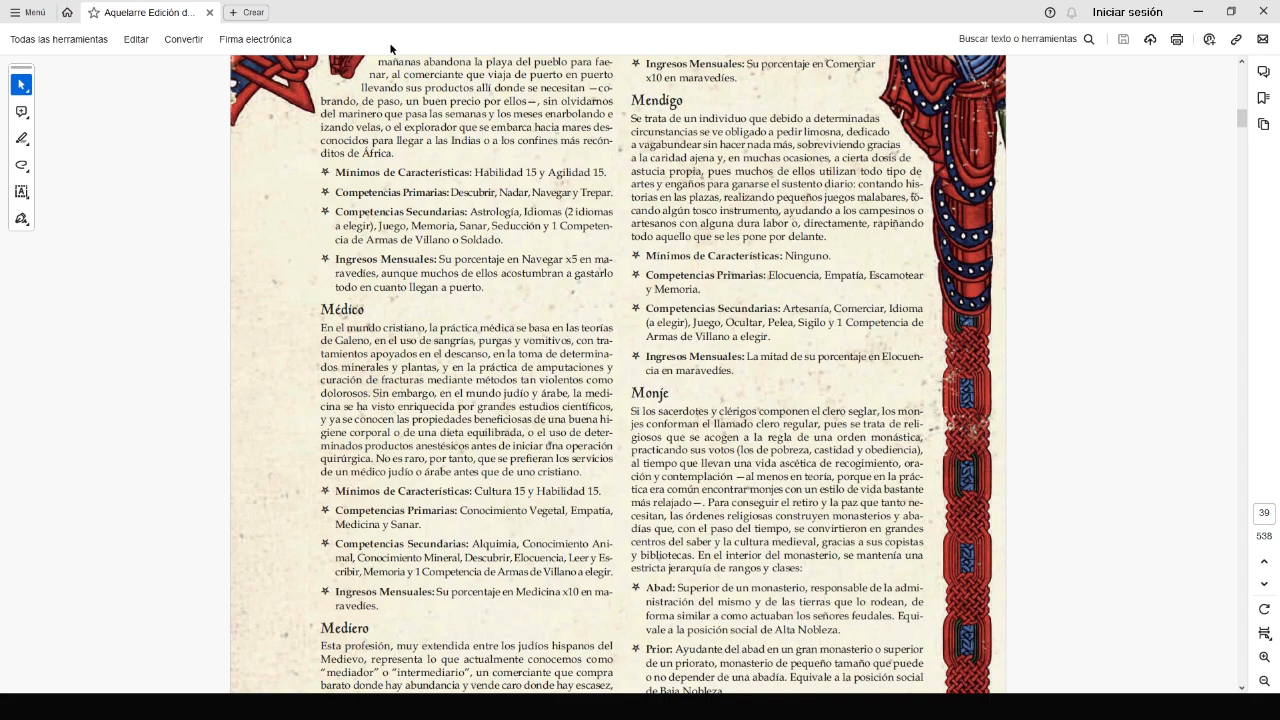 Menú
Aquelarre Edición d...
Crear
Iniciar sesión
Todas las herramientas
Editar
Convertir
Firma electrónica
Buscar texto o herramientas
mañanas abandona la playa del pueblo para fae-
nar, al comerciante que viaja de puerto en puerto
llevando sus productos allí donde se necesitan —co-
brando, de paso, un buen precio por ellos—, sin olvidarnos
del marinero que pasa las semanas y los meses enarbolando e
izando velas, o el explorador que se embarca hacia mares des-
conocidos para llegar a las Indias o a los confines más recón-
ditos de África.
Mínimos de Características: Habilidad 15 y Agilidad 15.
Competencias Primarias: Descubrir, Nadar, Navegar y Trepar.
Competencias Secundarias: Astrología, Idiomas (2 idiomas
a elegir), Juego, Memoria, Sanar, Seducción y 1 Competen-
cia de Armas de Villano o Soldado.
Ingresos Mensuales: Su porcentaje en Navegar x5 en ma-
ravedíes, aunque muchos de ellos acostumbran a gastarlo
todo en cuanto llegan a puerto.
Médico
En el mundo cristiano, la práctica médica se basa en las teorías
de Galeno, en el uso de sangrías, purgas y vomitivos, con tra-
tamientos apoyados en el descanso, en la toma de determina-
dos minerales y plantas, y en la práctica de amputaciones y
curación de fracturas mediante métodos tan violentos como
dolorosos. Sin embargo, en el mundo judío y árabe, la medi-
cina se ha visto enriquecida por grandes estudios científicos,
y ya se conocen las propiedades beneficiosas de una buena hi-
giene corporal o de una dieta equilibrada, o el uso de deter-
minados productos anestésicos antes de iniciar una operación
quirúrgica. No es raro, por tanto, que se prefieran los servicios
de un médico judío o árabe antes que de uno cristiano.
Mínimos de Características: Cultura 15 y Habilidad 15.
Competencias Primarias: Conocimiento Vegetal, Empatía,
Medicina y Sanar.
Competencias Secundarias: Alquimia, Conocimiento Ani-
mal, Conocimiento Mineral, Descubrir, Elocuencia, Leer y Es-
cribir, Memoria y 1 Competencia de Armas de Villano a elegir.
Ingresos Mensuales: Su porcentaje en Medicina x10 en ma-
ravedíes.
Mediero
Esta profesión, muy extendida entre los judíos hispanos del
Medievo, representa lo que actualmente conocemos como
“mediador” o “intermediario”, un comerciante que compra
barato donde hay abundancia y vende caro donde hay escasez,
Ingresos Mensuales: Su porcentaje en Comerciar
x10 en maravedíes.
Mendigo
Se trata de un individuo que debido a determinadas
circunstancias se ve obligado a pedir limosna, dedicado
a vagabundear sin hacer nada más, sobreviviendo gracias
a la caridad ajena y, en muchas ocasiones, a cierta dosis de
astucia propia, pues muchos de ellos utilizan todo tipo de
artes y engaños para ganarse el sustento diario: contando his-
torias en las plazas, realizando pequeños juegos malabares, to-
cando algún tosco instrumento, ayudando a los campesinos o
artesanos con alguna dura labor o, directamente, rapiñando
todo aquello que se les pone por delante.
Mínimos de Características: Ninguno.
Competencias Primarias: Elocuencia, Empatía, Escamotear
y Memoria.
Competencias Secundarias: Artesanía, Comerciar, Idioma
(a elegir), Juego, Ocultar, Pelea, Sigilo y 1 Competencia de
Armas de Villano a elegir.
Ingresos Mensuales: La mitad de su porcentaje en Elocuen-
cia en maravedíes.
Monje
Si los sacerdotes y clérigos componen el clero seglar, los mon-
jes conforman el llamado clero regular, pues se trata de reli-
giosos que se acogen a la regla de una orden monástica,
practicando sus votos (los de pobreza, castidad y obediencia),
al tiempo que llevan una vida ascética de recogimiento, ora-
ción y contemplación —al menos en teoría, porque en la prác-
tica era común encontrar monjes con un estilo de vida bastante
más relajado—. Para conseguir el retiro y la paz que tanto ne-
cesitan, las órdenes religiosas construyen monasterios y aba-
días que, con el paso del tiempo, se convirtieron en grandes
centros del saber y la cultura medieval, gracias a sus copistas
y bibliotecas. En el interior del monasterio, se mantenía una
estricta jerarquía de rangos y clases:
Abad: Superior de un monasterio, responsable de la admi-
nistración del mismo y de las tierras que lo rodean, de
forma similar a como actuaban los señores feudales. Equi-
vale a la posición social de Alta Nobleza.
Prior: Ayudante del abad en un gran monasterio o superior
de un priorato, monasterio de pequeño tamaño que puede
o no depender de una abadía. Equivale a la posición social
de Baja Nobleza.
39
538